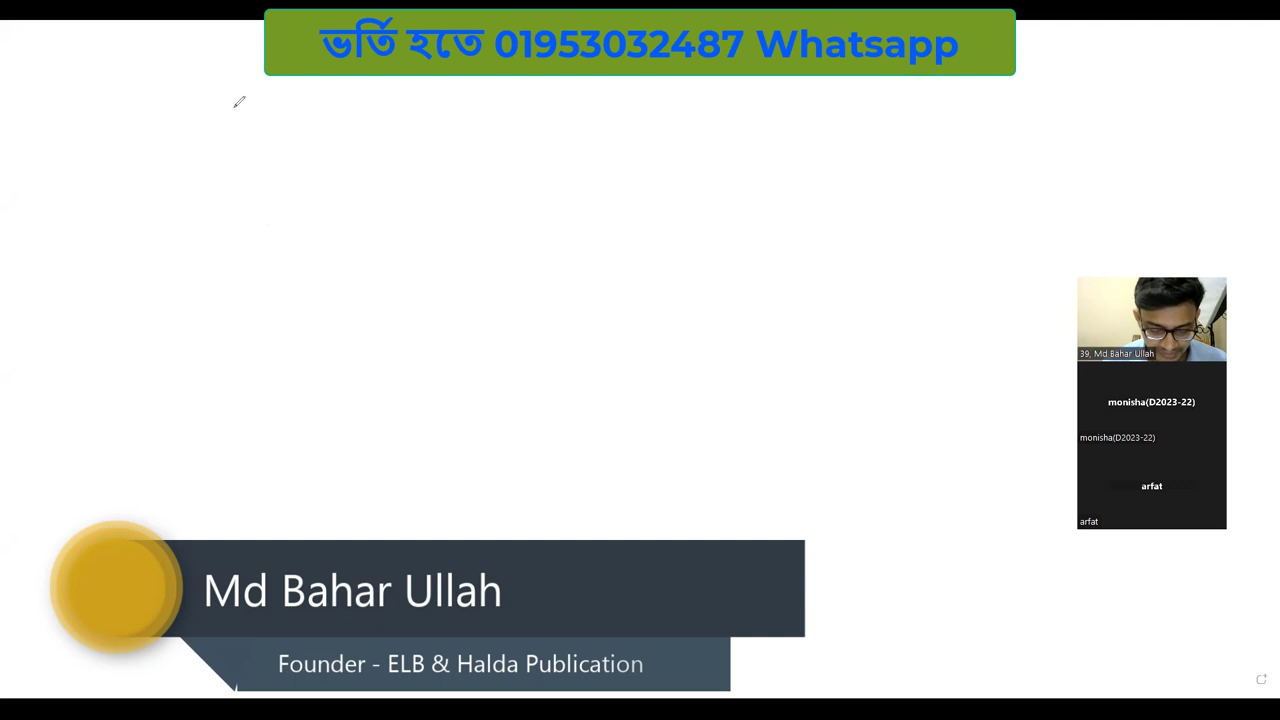 ভর্তি হতে 01953032487 Whatsapp
39, Md Bahar Ullah
monisha(D2023-22)
monisha(D2023-22)
arfat
arfat
Md Bahar Ullah
Founder - ELB & Halda Publication